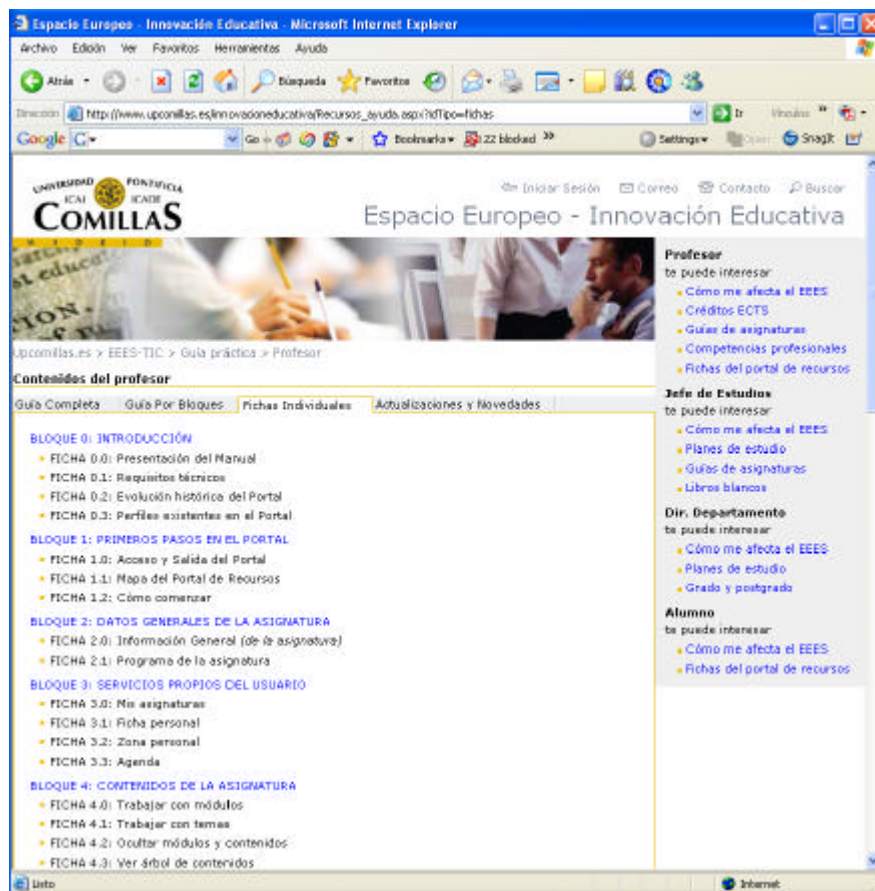 Espacio Europeo - Innovación Educativa - Microsoft Internet Explorer
Archivo Edición Ver Favoritos Herramientas Ayuda
Atrás Búsqueda Favoritos
Dirección http://www.upcomillas.es/innovacioneducativa/Recursos_ayuda.aspx?IdTipo=fichas Ir Vínculos »
Google G Go Bookmarks 22 blocked » Settings Open SnagIt
UNIVERSIDAD PONTIFICIA
ICAI ICADE
COMILLAS
MADRID
Iniciar Sesión Correo Contacto Buscar
Espacio Europeo - Innovación Educativa
Upcomillas.es > EEES-TIC > Guía práctica > Profesor
Contenidos del profesor
Guía Completa Guía Por Bloques Fichas Individuales Actualizaciones y Novedades
BLOQUE 0: INTRODUCCIÓN
FICHA 0.0: Presentación del Manual
FICHA 0.1: Requisitos técnicos
FICHA 0.2: Evolución histórica del Portal
FICHA 0.3: Perfiles existentes en el Portal
BLOQUE 1: PRIMEROS PASOS EN EL PORTAL
FICHA 1.0: Acceso y Salida del Portal
FICHA 1.1: Mapa del Portal de Recursos
FICHA 1.2: Cómo comenzar
BLOQUE 2: DATOS GENERALES DE LA ASIGNATURA
FICHA 2.0: Información General (de la asignatura)
FICHA 2.1: Programa de la asignatura
BLOQUE 3: SERVICIOS PROPIOS DEL USUARIO
FICHA 3.0: Mis asignaturas
FICHA 3.1: Ficha personal
FICHA 3.2: Zona personal
FICHA 3.3: Agenda
BLOQUE 4: CONTENIDOS DE LA ASIGNATURA
FICHA 4.0: Trabajar con módulos
FICHA 4.1: Trabajar con temas
FICHA 4.2: Ocultar módulos y contenidos
FICHA 4.3: Ver árbol de contenidos
Profesor
te puede interesar
Cómo me afecta el EEES
Créditos ECTS
Guías de asignaturas
Competencias profesionales
Fichas del portal de recursos
Jefe de Estudios
te puede interesar
Cómo me afecta el EEES
Planes de estudio
Guías de asignaturas
Libros blancos
Dir. Departamento
te puede interesar
Cómo me afecta el EEES
Planes de estudio
Grado y postgrado
Alumno
te puede interesar
Cómo me afecta el EEES
Fichas del portal de recursos
Listo Internet